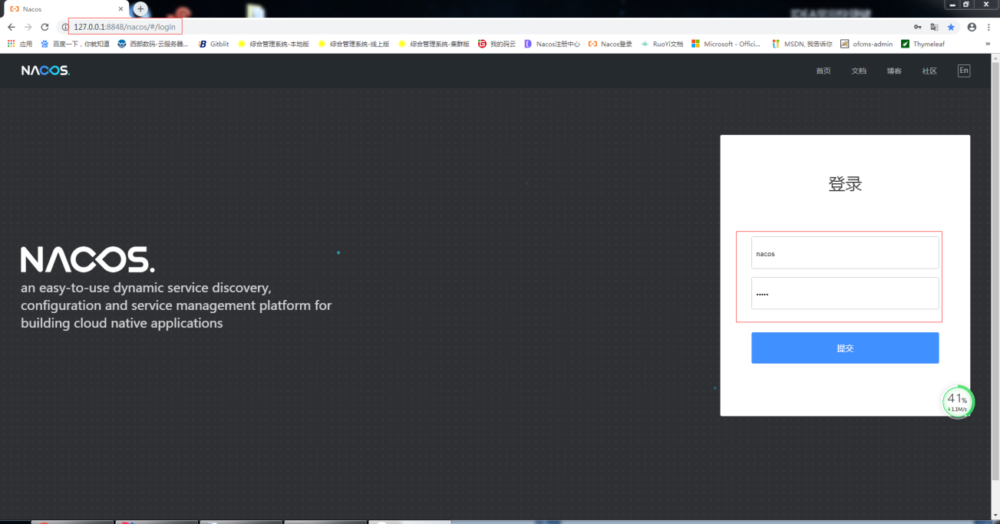 Nacos
127.0.0.1:8848/nacos/#/login
应用 百度一下，你就知道 西部数码-云服务器... Gitblit 综合管理系统-本地版 综合管理系统-线上版 综合管理系统-集群版 我的码云 Nacos注册中心 Nacos登录 RuoYi文档 Microsoft - Offici... MSDN, 我告诉你 ofcms-admin Thymeleaf »
NACOS. 首页 文档 博客 社区 En
登录
nacos
•••••
提交
NACOS.
an easy-to-use dynamic service discovery,
configuration and service management platform for
building cloud native applications
41%
1.1M/s